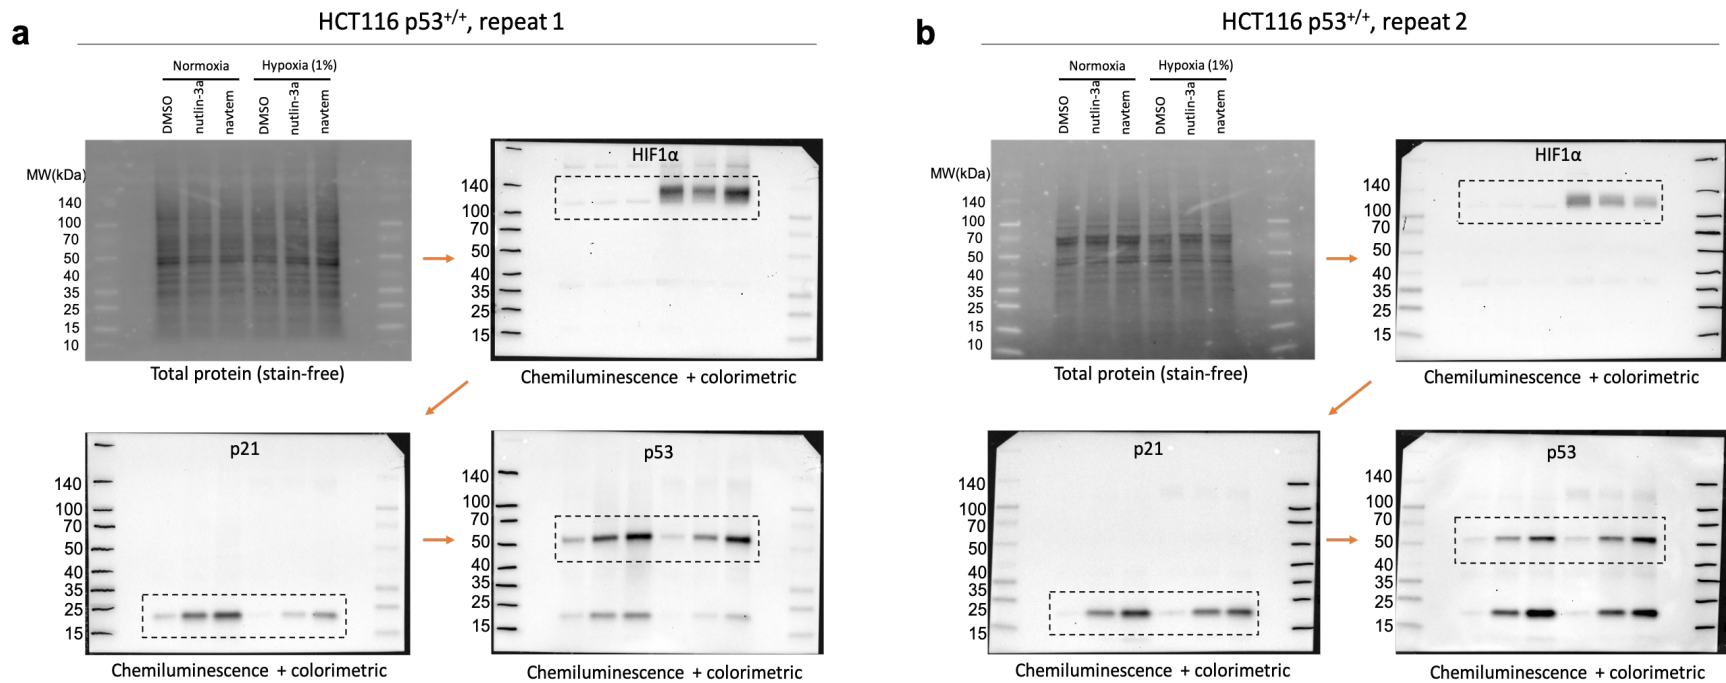 a
HCT116 p53+/+, repeat 1
Normoxia
Hypoxia (1%)
DMSO
nutlin-3a
navtem
DMSO
nutlin-3a
navtem
MW(kDa)
140
100
70
50
40
35
25
15
10
Total protein (stain-free)
HIF1α
140
100
70
50
40
35
25
15
Chemiluminescence + colorimetric
p21
140
100
70
50
40
35
25
15
Chemiluminescence + colorimetric
p53
140
100
70
50
40
35
25
15
Chemiluminescence + colorimetric
b
HCT116 p53+/+, repeat 2
Normoxia
Hypoxia (1%)
DMSO
nutlin-3a
navtem
DMSO
nutlin-3a
navtem
MW(kDa)
140
100
70
50
40
35
25
15
10
Total protein (stain-free)
HIF1α
140
100
70
50
40
35
25
15
Chemiluminescence + colorimetric
p21
140
100
70
50
40
35
25
15
Chemiluminescence + colorimetric
p53
140
100
70
50
40
35
25
15
Chemiluminescence + colorimetric